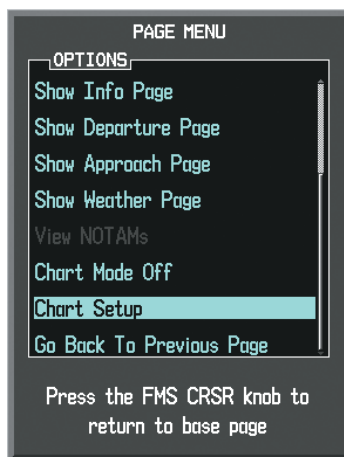 PAGE MENU
OPTIONS
Show Info Page
Show Departure Page
Show Approach Page
Show Weather Page
View NOTAMs
Chart Mode Off
Chart Setup
Go Back To Previous Page
Press the FMS CRSR knob to
return to base page